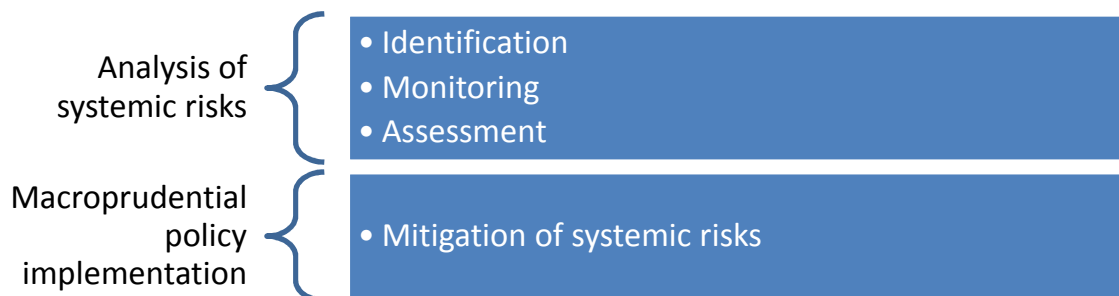 Analysis of
systemic risks
• Identification
• Monitoring
• Assessment
Macroprudential
policy
implementation
• Mitigation of systemic risks